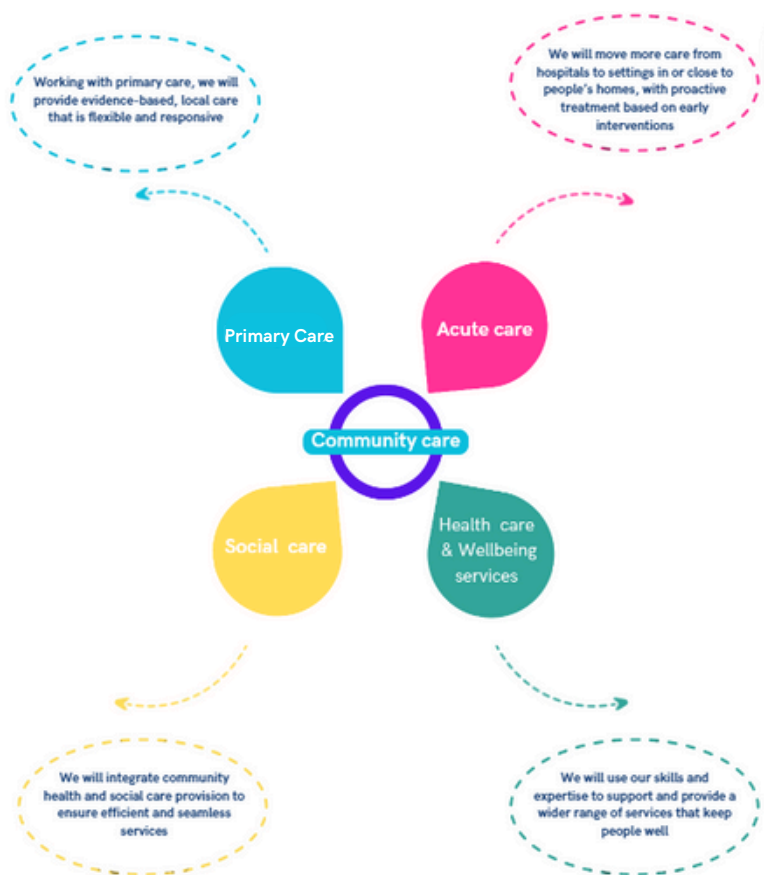 Working with primary care, we will
provide evidence-based, local care
that is flexible and responsive
We will move more care from
hospitals to settings in or close to
people's homes, with proactive
treatment based on early
interventions
Primary Care
Acute care
Community care
Social care
Health care
& Wellbeing
services
We will integrate community
health and social care provision to
ensure efficient and seamless
services
We will use our skills and
expertise to support and provide a
wider range of services that keep
people well